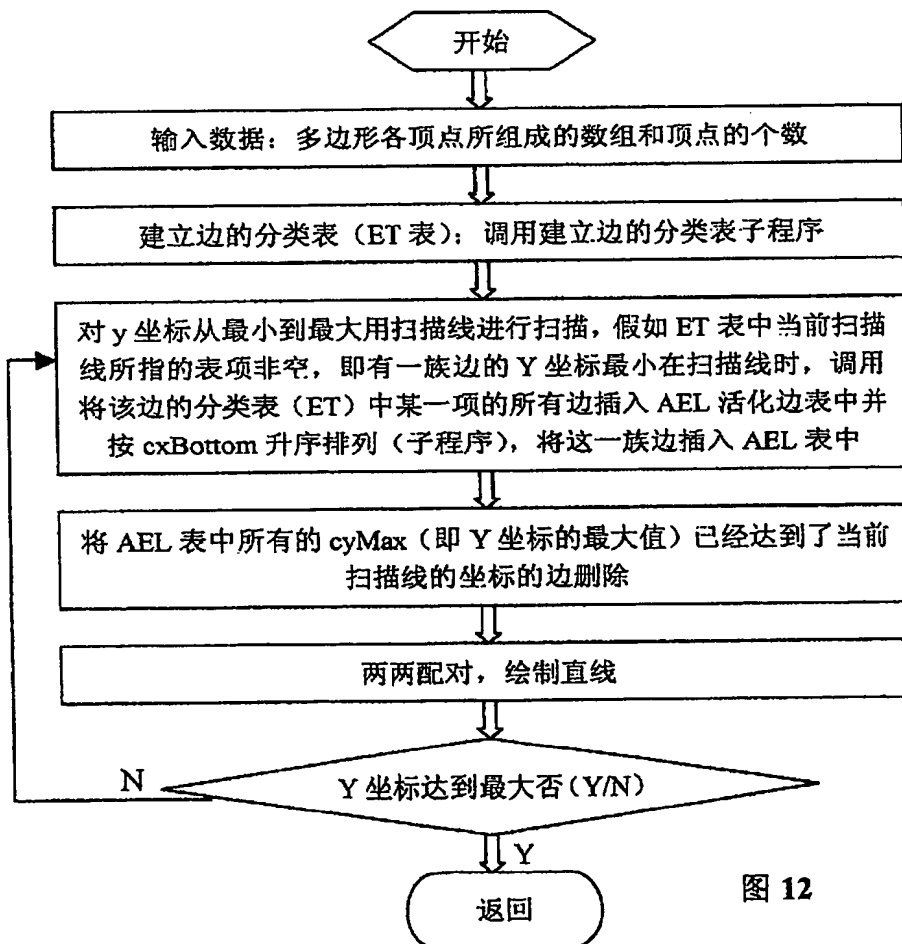 开始
输入数据：多边形各顶点所组成的数组和顶点的个数
建立边的分类表（ET 表）；调用建立边的分类表子程序
对 y 坐标从最小到最大用扫描线进行扫描，假如 ET 表中当前扫描
线所指的表项非空，即有一族边的 Y 坐标最小在扫描线时，调用
将该边的分类表（ET）中某一项的所有边插入 AEL 活化边表中并
按 cxBottom 升序排列（子程序），将这一族边插入 AEL 表中
将 AEL 表中所有的 cyMax（即 Y 坐标的最大值）已经达到了当前
扫描线的坐标的边删除
两两配对，绘制直线
N
Y 坐标达到最大否（Y/N）
Y
返回
图 12